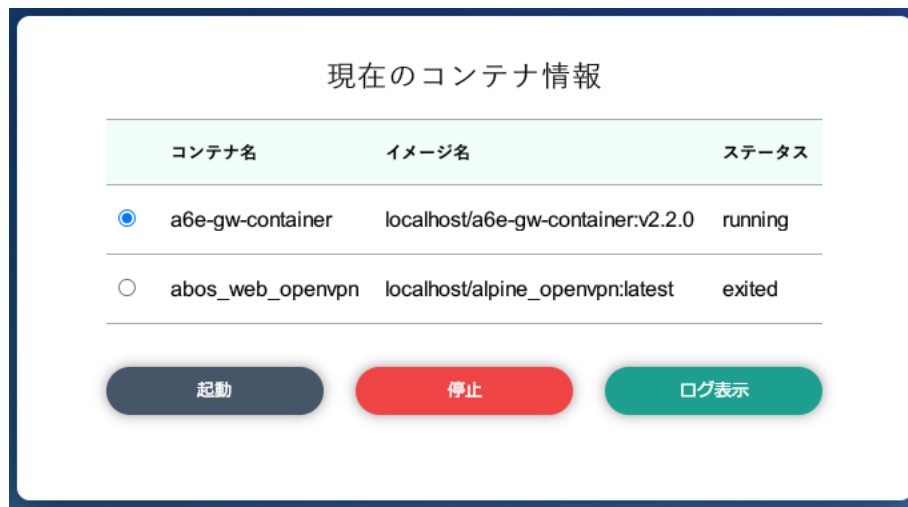 現在のコンテナ情報
コンテナ名 イメージ名 ステータス
a6e-gw-container localhost/a6e-gw-container:v2.2.0 running
abos_web_openvpn localhost/alpine_openvpn:latest exited
起動 停止 ログ表示